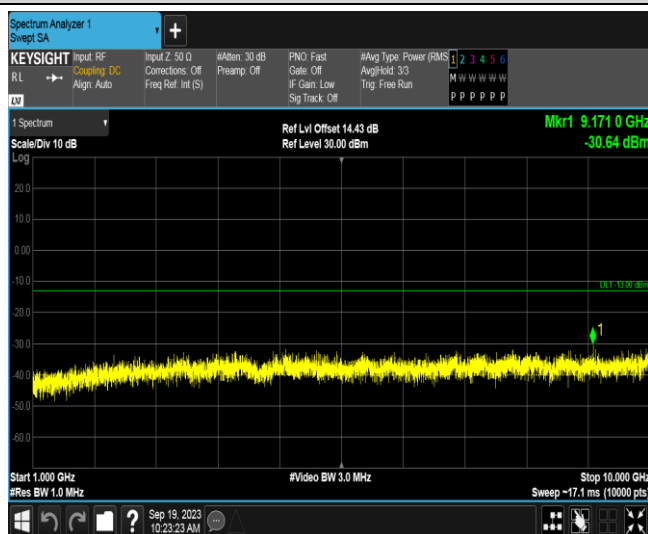 Spectrum Analyzer 1
Swept SA
+
KEYSIGHT
RL
LXI
Input: RF
Coupling: DC
Align: Auto
Input Z: 50 Ω
Corrections: Off
Freq Ref: Int (S)
#Atten: 30 dB
Preamp: Off
PNO: Fast
Gate: Off
IF Gain: Low
Sig Track: Off
#Avg Type: Power (RMS
Avg|Hold: 3/3
Trig: Free Run
1 2 3 4 5 6
M W W W W W
P P P P P P
1 Spectrum
Scale/Div 10 dB
Log
Ref Lvl Offset 14.43 dB
Ref Level 30.00 dBm
Mkr1 9.171 0 GHz
-30.64 dBm
20.0
10.0
0.00
-10.0
DL1 -13.00 dBm
-20.0
-30.0
1
-40.0
-50.0
-60.0
Start 1.000 GHz
#Res BW 1.0 MHz
#Video BW 3.0 MHz
Stop 10.000 GHz
Sweep ~17.1 ms (10000 pts)
?
Sep 19, 2023
10:23:23 AM